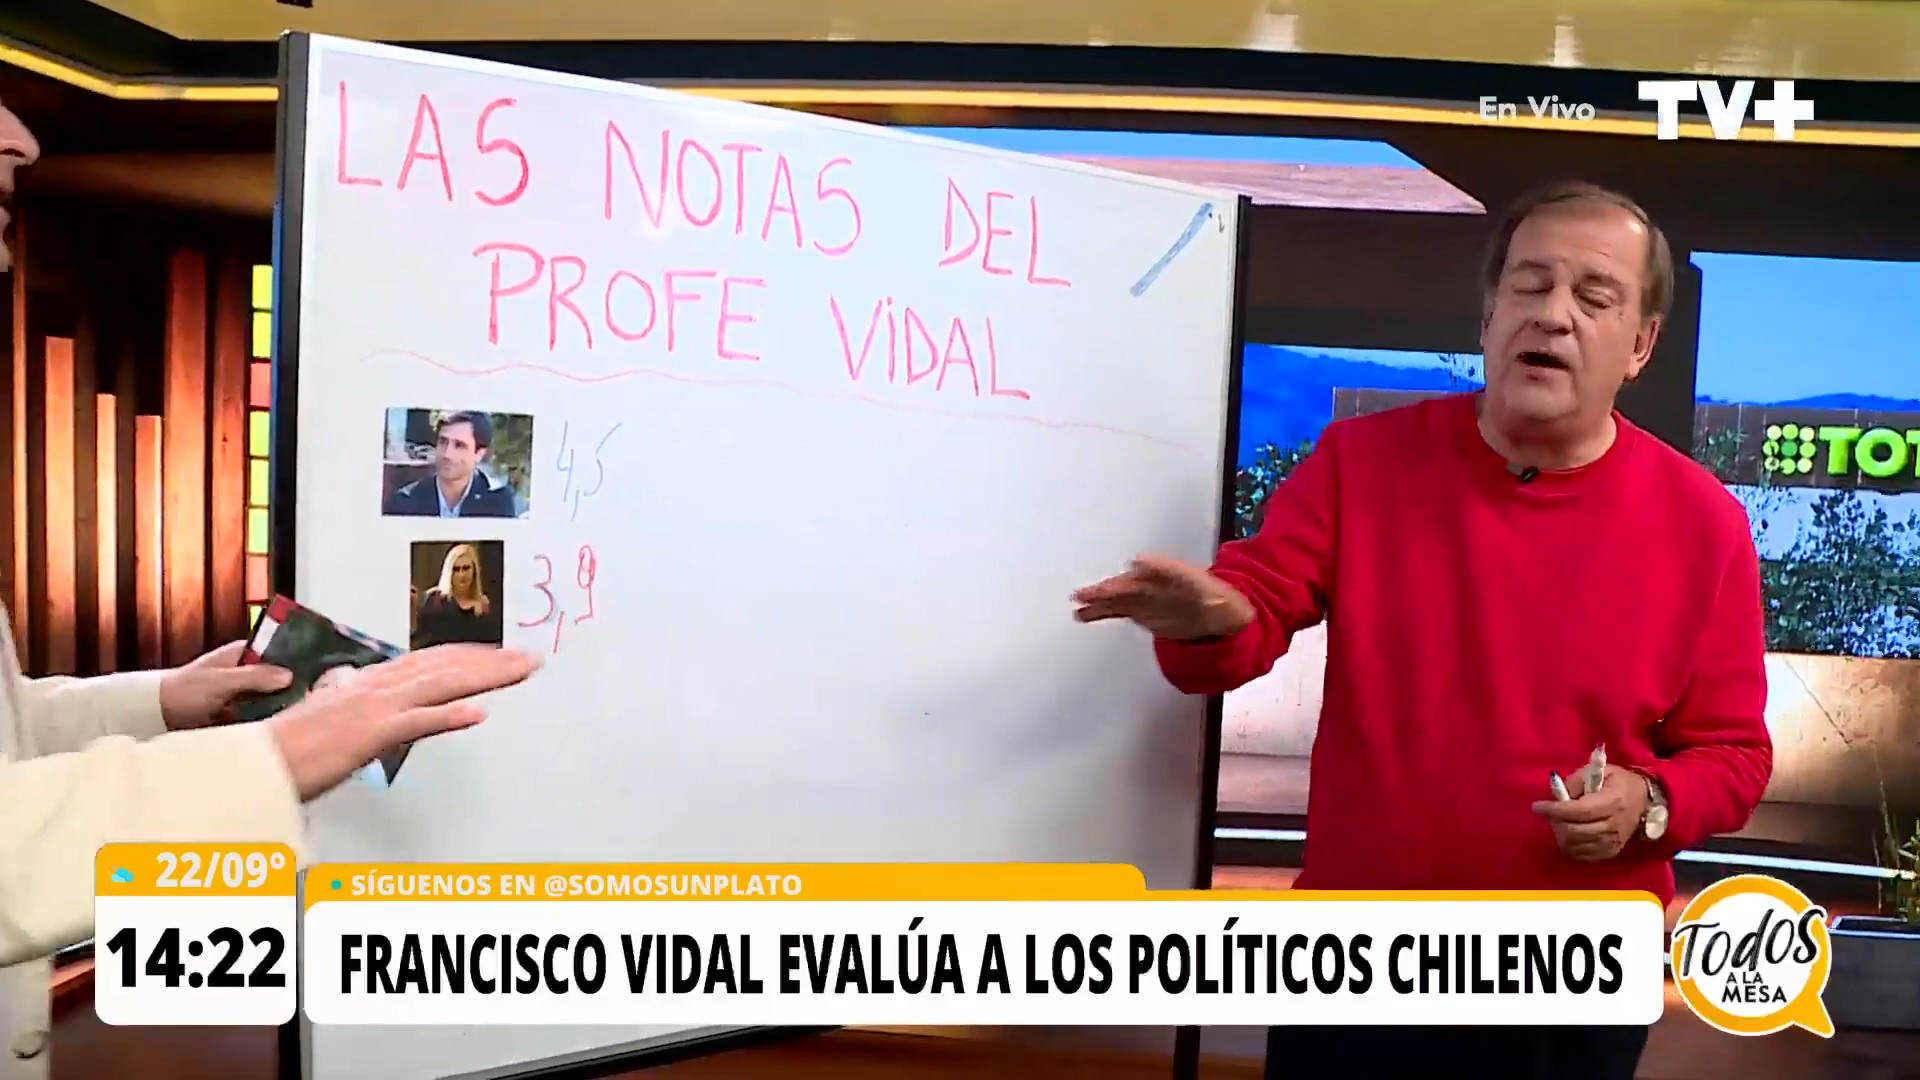 En Vivo TV+
LAS NOTAS DEL
PROFE VIDAL
4,5
3,9
TOT
22/09°
14:22
SÍGUENOS EN @SOMOSUNPLATO
FRANCISCO VIDAL EVALÚA A LOS POLÍTICOS CHILENOS
TODOS
A LA
MESA